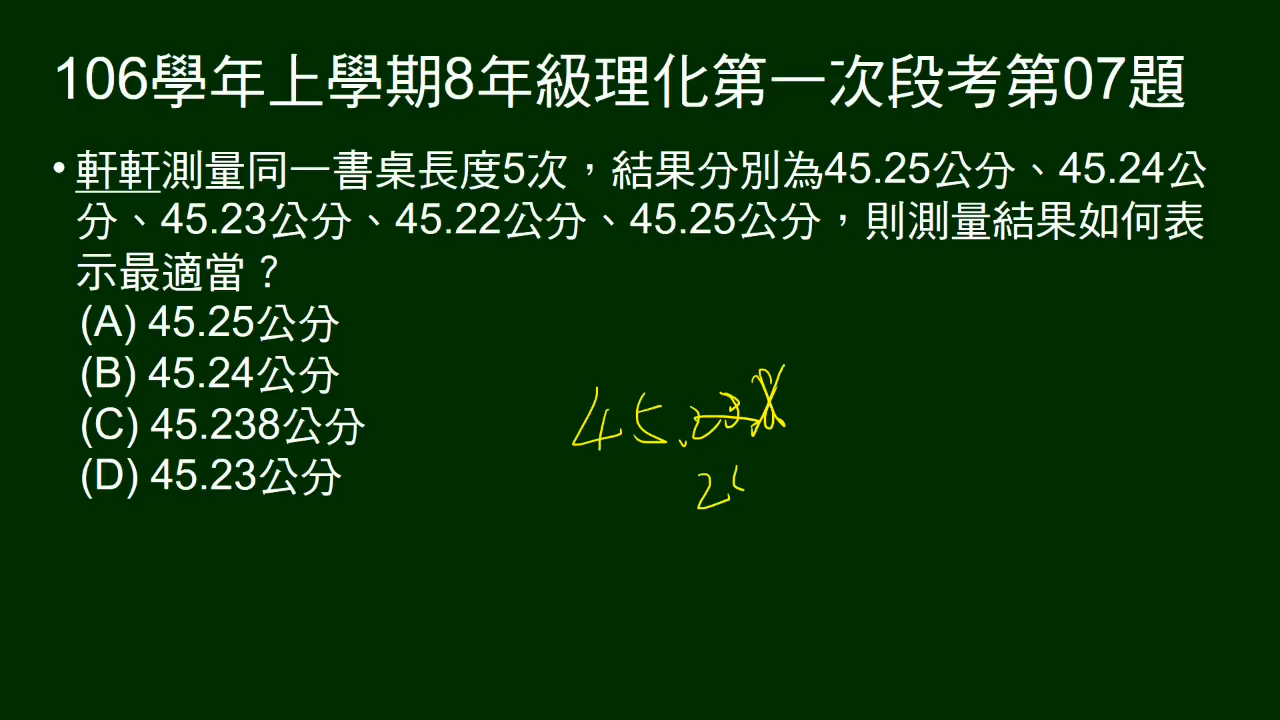 106學年上學期8年級理化第一次段考第07題
• 軒軒測量同一書桌長度5次，結果分別為45.25公分、45.24公
分、45.23公分、45.22公分、45.25公分，則測量結果如何表
示最適當？
(A) 45.25公分
(B) 45.24公分
(C) 45.238公分
(D) 45.23公分
45.238
2